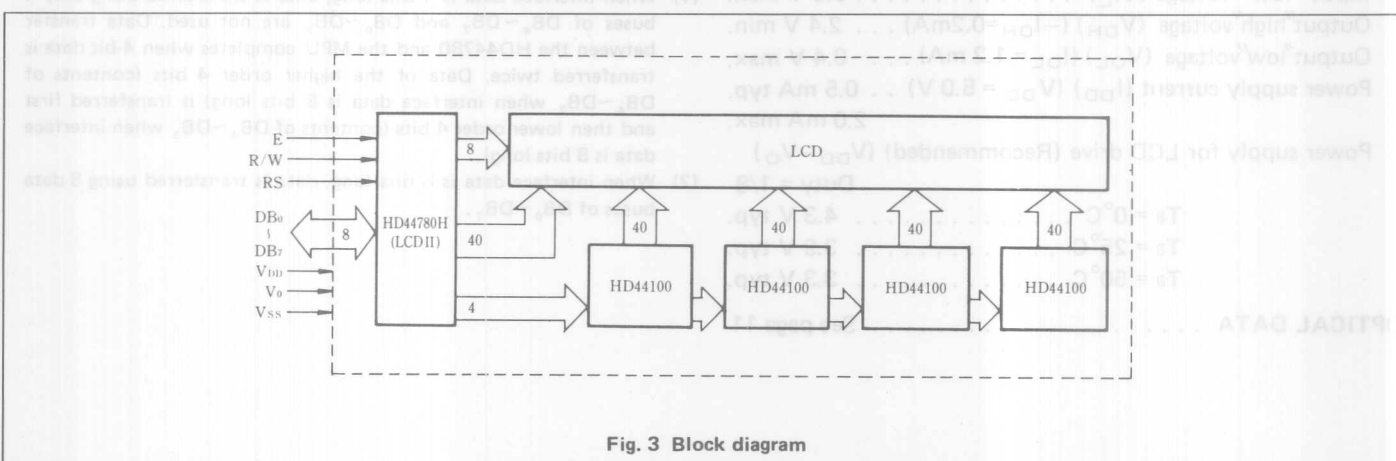 E
R/W
RS
DB₀
~
DB₇
8
V_DD
V₀
V_SS
HD44780H
(LCD II)
8
LCD
40
4
40
40
40
40
HD44100
HD44100
HD44100
HD44100
Fig. 3 Block diagram
Output "high" voltage (V_OH) (–I_OH=0.2mA) . . . 2.4 V min.
Output "low" voltage (V_OL) (I_OL = 1.2 mA) . . . . 0.4 V max.
Power supply current (I_DD) (V_DD = 5.0 V) . . 0.5 mA typ.
2.0 mA max.
Power supply for LCD drive (Recommended) (V_DD–V_O)
Duty = 1/8
Ta = 0°C . . . . . . . . . . . . 4.3 V typ.
Ta = 25°C
Ta = 50°C
OPTICAL DATA . . . . . . . . . . . . See page 11
buses of DB₄~DB₇ and DB₀~DB₃ are not used. Data transfer
between the HD44780 and the MPU completes when 4-bit data is
transferred twice. Data of the higher order 4 bits (contents of
DB₄~DB₇ when interface data is 8 bits long) is transferred first
and then lower order 4 bits (contents of DB₀~DB₃ when interface
data is 8 bits long).
(2) When interface data is 8 bits long, data is transferred using 8 data
buses of DB₀~DB₇.